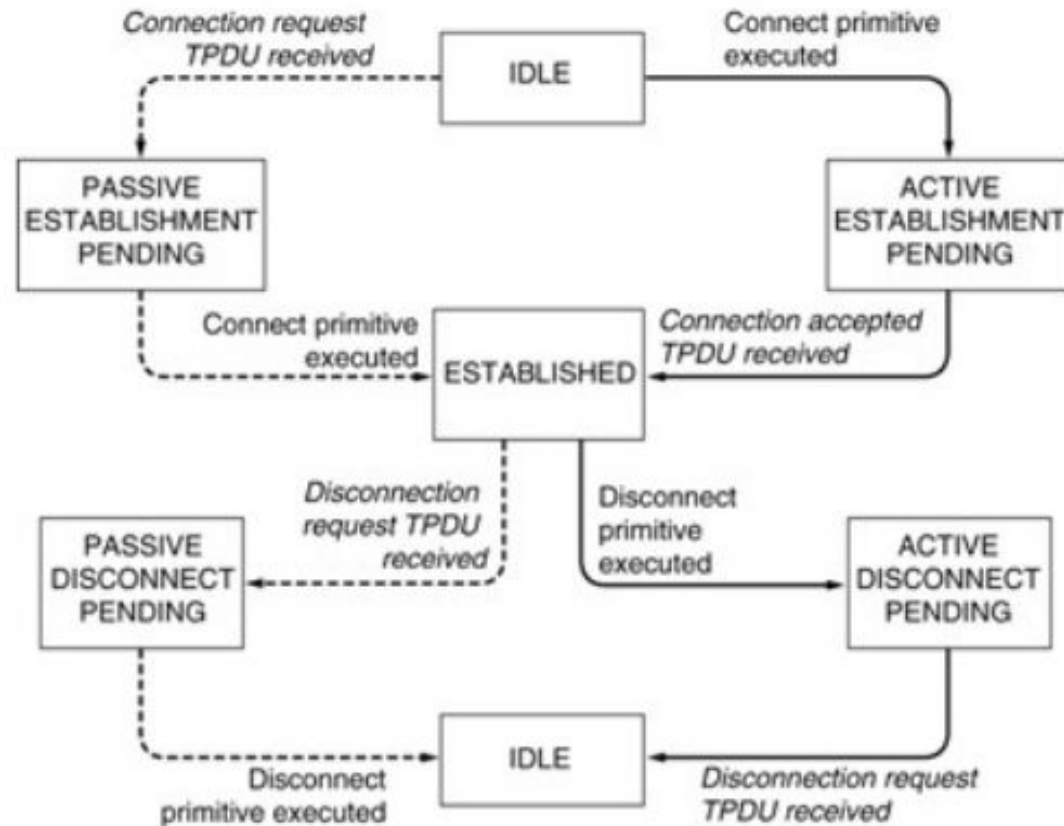 Connection request
TPDU received
IDLE
Connect primitive
executed
PASSIVE
ESTABLISHMENT
PENDING
ACTIVE
ESTABLISHMENT
PENDING
Connect primitive
executed
ESTABLISHED
Connection accepted
TPDU received
Disconnection
request TPDU
received
Disconnect
primitive
executed
PASSIVE
DISCONNECT
PENDING
ACTIVE
DISCONNECT
PENDING
IDLE
Disconnect
primitive executed
Disconnection request
TPDU received